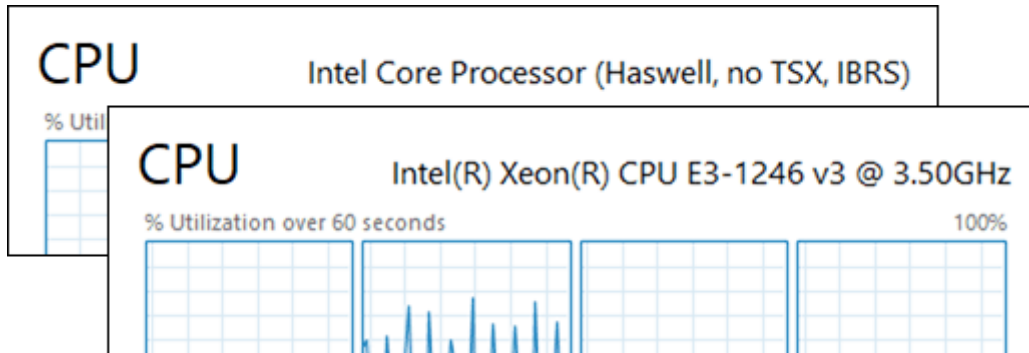 CPU
Intel Core Processor (Haswell, no TSX, IBRS)
% Util
CPU
Intel(R) Xeon(R) CPU E3-1246 v3 @ 3.50GHz
% Utilization over 60 seconds
100%